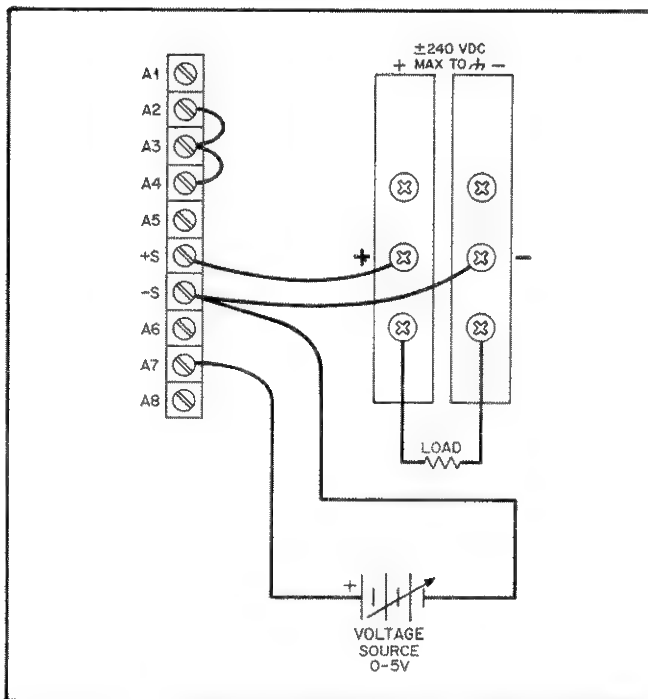 ±240 VDC
+ MAX TO -
A1
A2
A3
A4
A5
+S
+
-
-S
A6
A7
A8
LOAD
+
VOLTAGE
SOURCE
0-5V